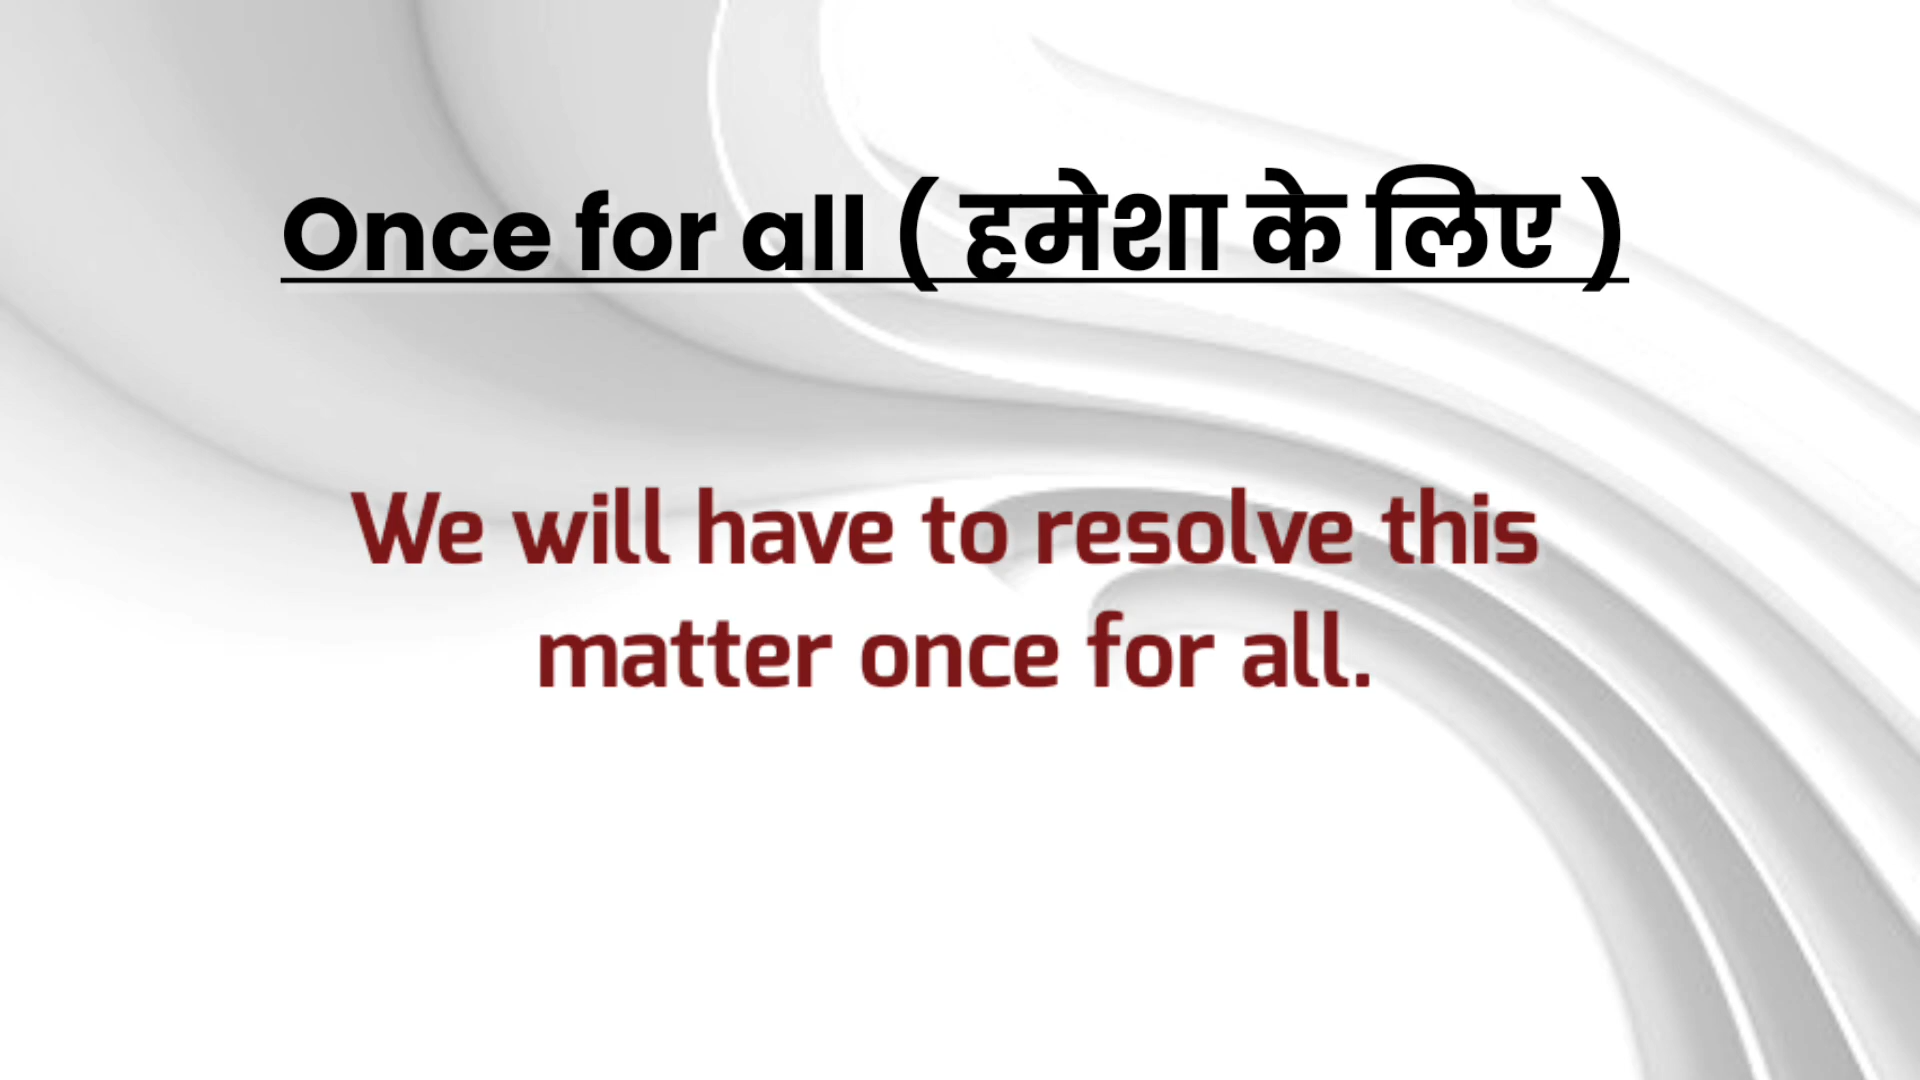 Once for all ( हमेशा के लिए )
We will have to resolve this
matter once for all.